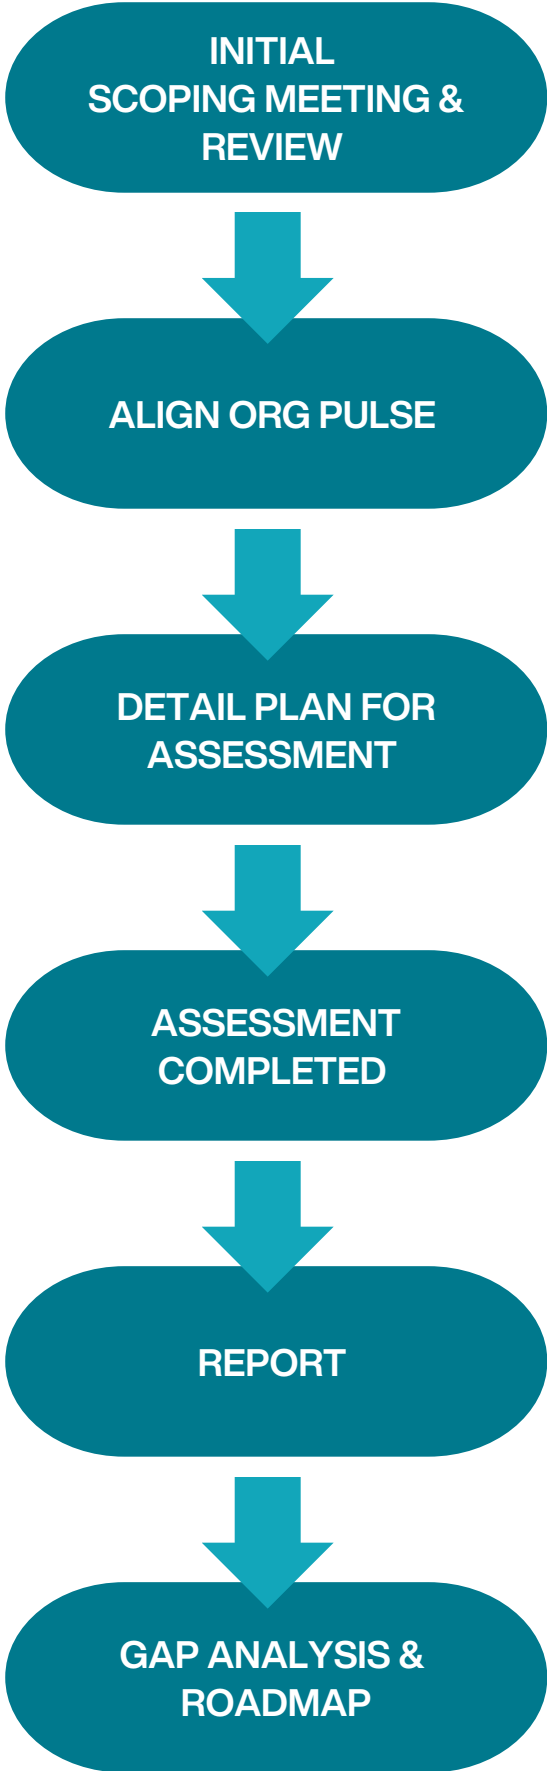 INITIAL
SCOPING MEETING &
REVIEW
ALIGN ORG PULSE
DETAIL PLAN FOR
ASSESSMENT
ASSESSMENT
COMPLETED
REPORT
GAP ANALYSIS &
ROADMAP